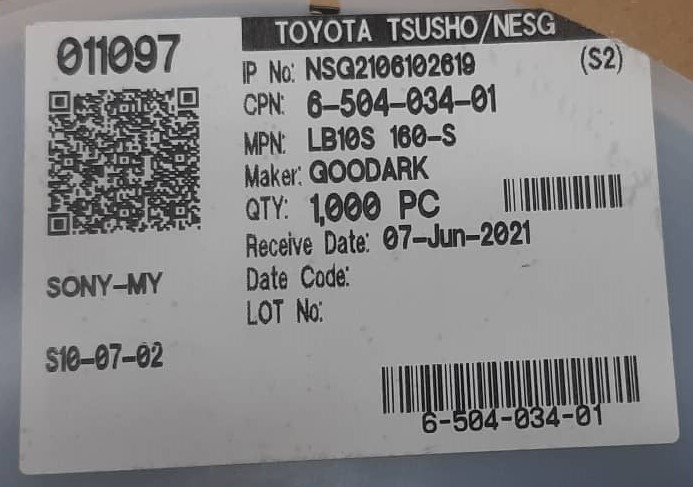 011097
TOYOTA TSUSHO/NESG
IP No: NSQ2106102619
(S2)
CPN: 6-504-034-01
MPN: LB10S 160-S
Maker: GOODARK
QTY: 1,000 PC
Receive Date: 07-Jun-2021
Date Code:
LOT No:
SONY-MY
S10-07-02
6-504-034-01